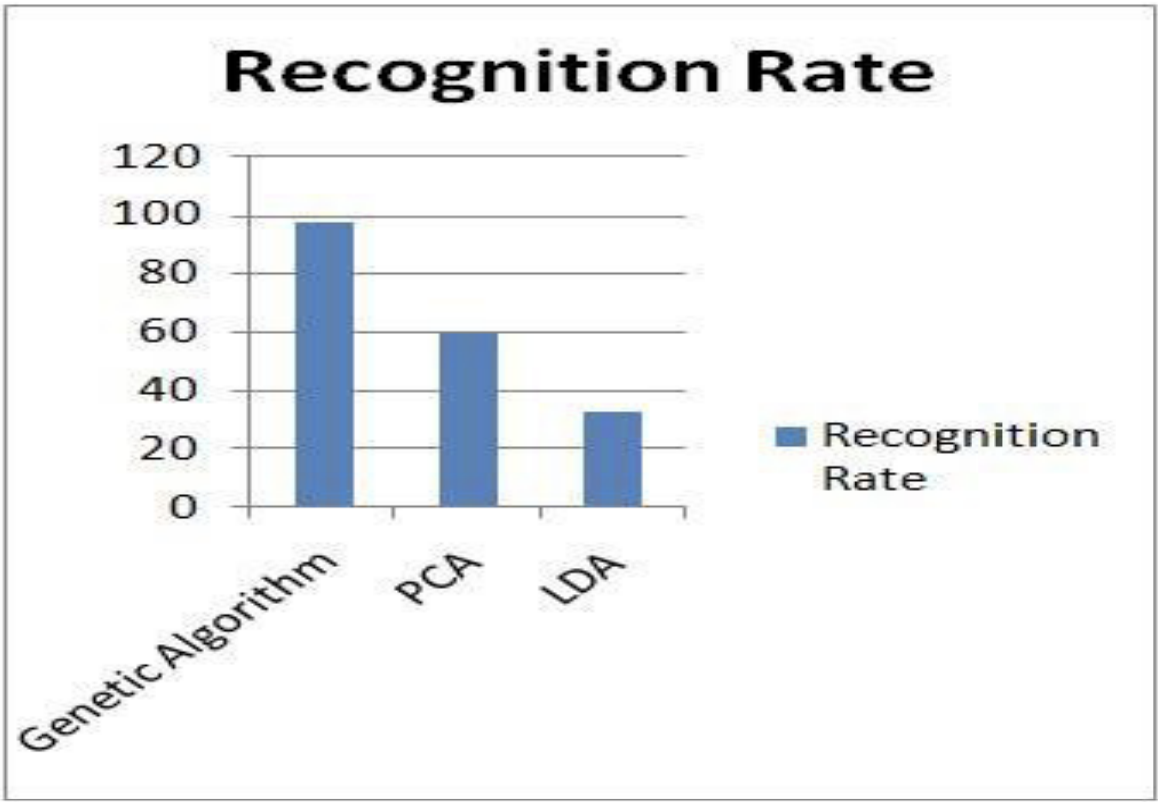 Recognition Rate
120
100
80
60
40
20
0
Genetic Algorithm
PCA
LDA
Recognition
Rate